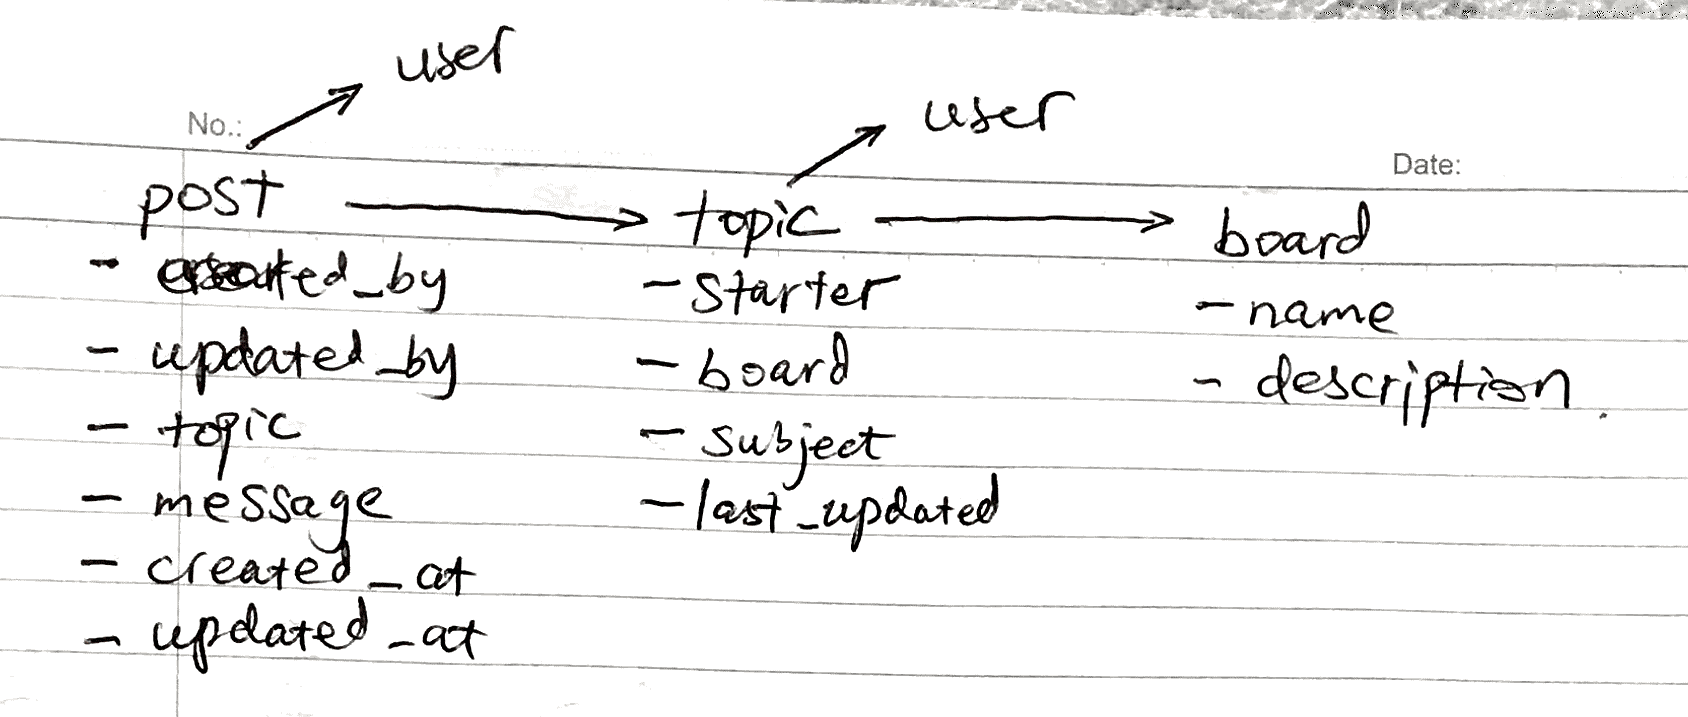 user
user
No.:
Date:
post
- created_by
- updated_by
- topic
- message
- created_at
- updated_at
topic
- starter
- board
- subject
- last_updated
board
- name
- description.